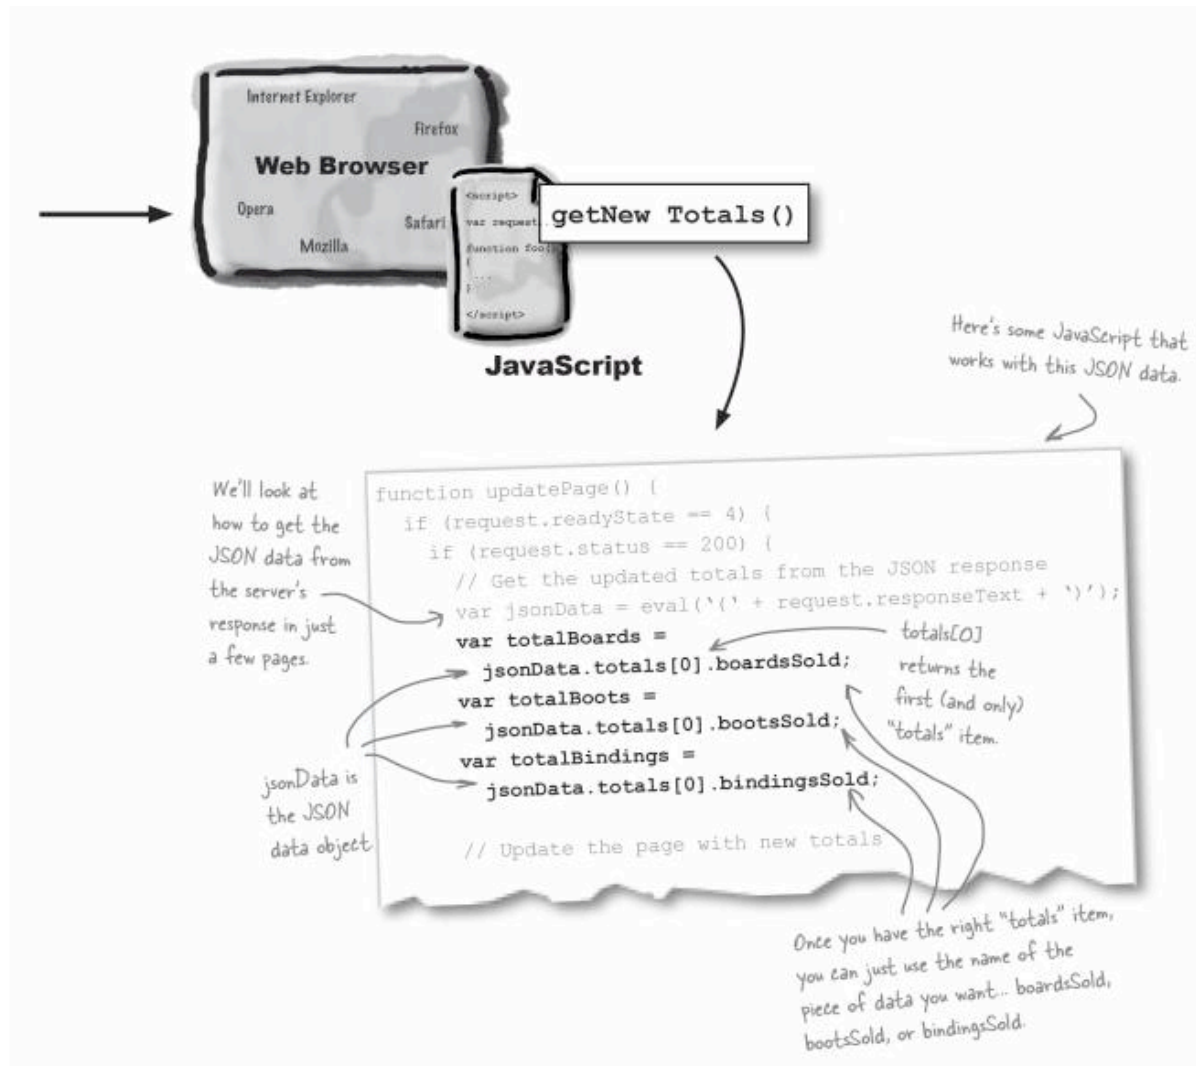 Internet Explorer
Firefox
Web Browser
Opera
Safari
Mozilla
<script>
var request...
function foo(
{
...
}
</script>
getNew Totals()
JavaScript
Here's some JavaScript that
works with this JSON data.
We'll look at
how to get the
JSON data from
the server's
response in just
a few pages.
function updatePage() {
if (request.readyState == 4) {
if (request.status == 200) {
// Get the updated totals from the JSON response
var jsonData = eval('(' + request.responseText + ')');
var totalBoards =
jsonData.totals[0].boardsSold;
var totalBoots =
jsonData.totals[0].bootsSold;
var totalBindings =
jsonData.totals[0].bindingsSold;
// Update the page with new totals
totals[0]
returns the
first (and only)
"totals" item.
jsonData is
the JSON
data object
Once you have the right "totals" item,
you can just use the name of the
piece of data you want... boardsSold,
bootsSold, or bindingsSold.